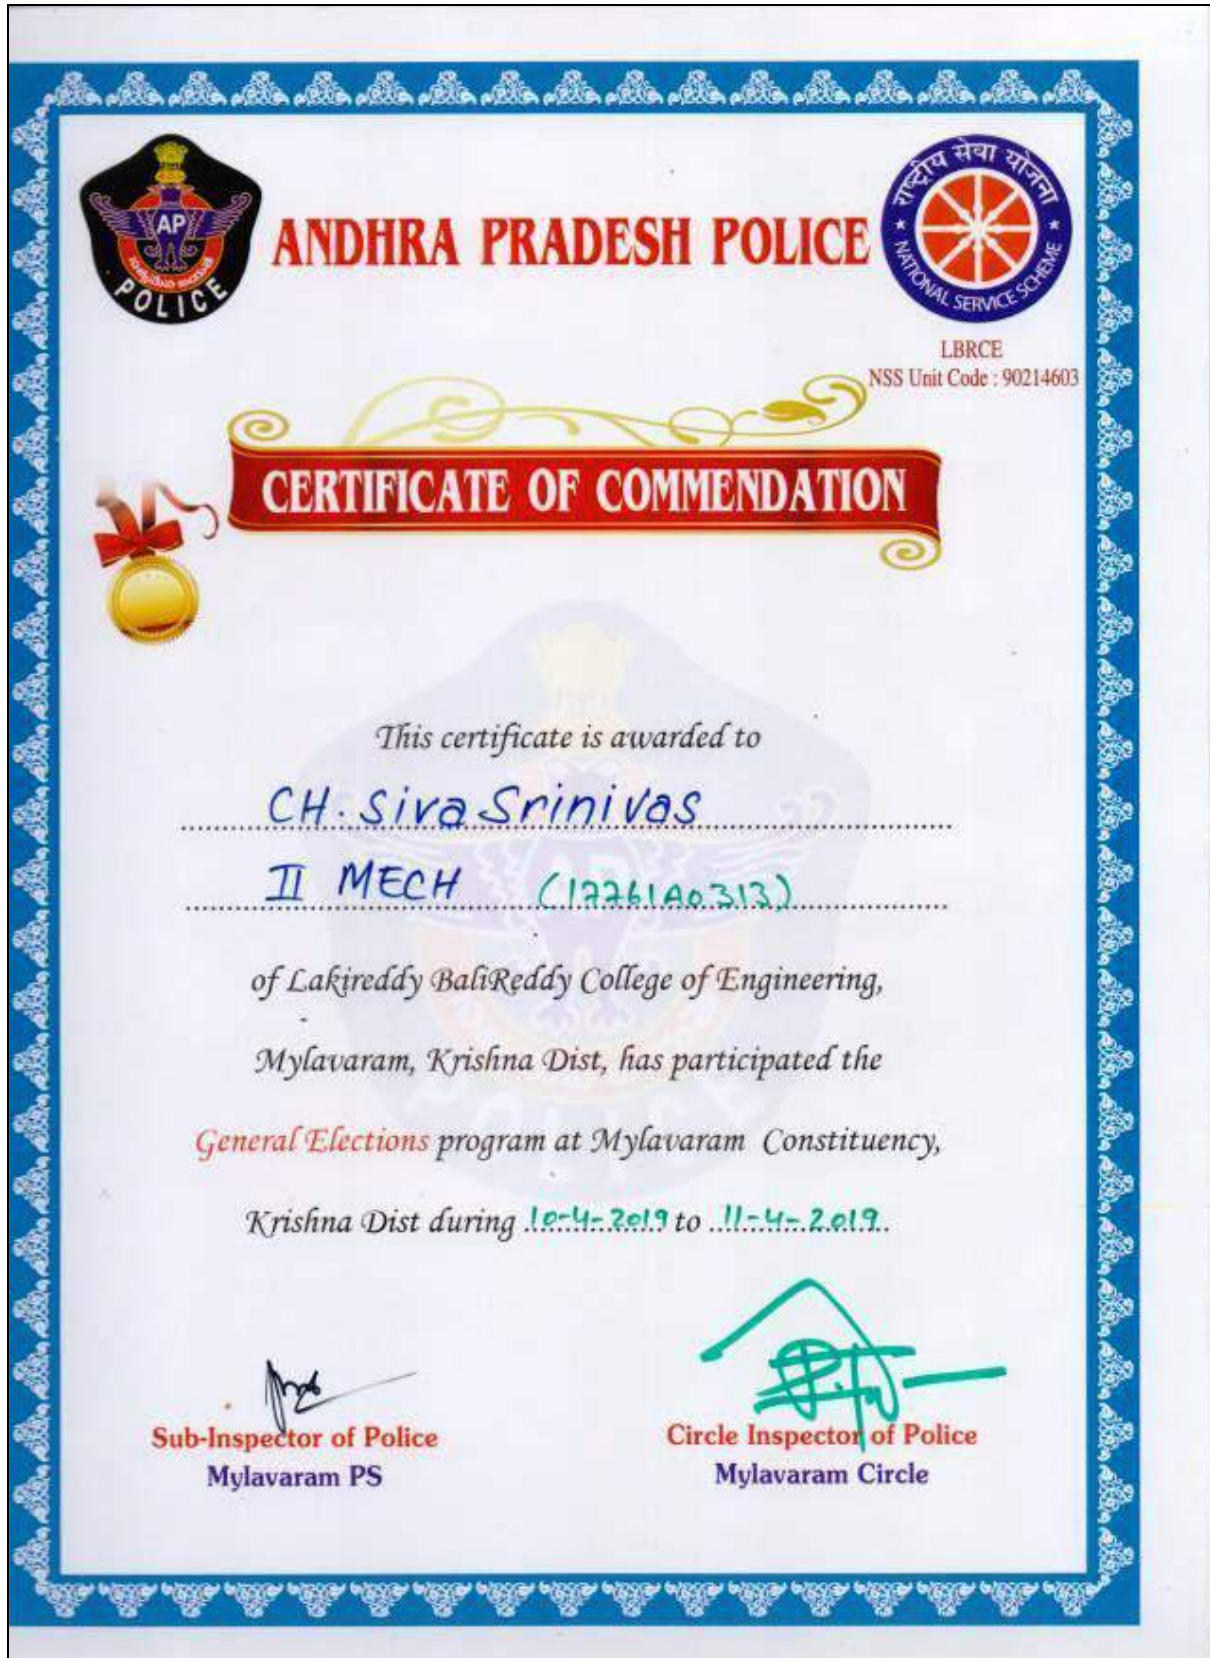 ANDHRA PRADESH POLICE
AP
POLICE
राष्ट्रीय सेवा योजना
NATIONAL SERVICE SCHEME
LBRCE
NSS Unit Code : 90214603
CERTIFICATE OF COMMENDATION
This certificate is awarded to
CH. Siva Srinivas
II MECH (17761A0313)
of Lakireddy BaliReddy College of Engineering,
Mylavaram, Krishna Dist, has participated the
General Elections program at Mylavaram Constituency,
Krishna Dist during 10-4-2019 to 11-4-2019.
Sub-Inspector of Police
Mylavaram PS
Circle Inspector of Police
Mylavaram Circle